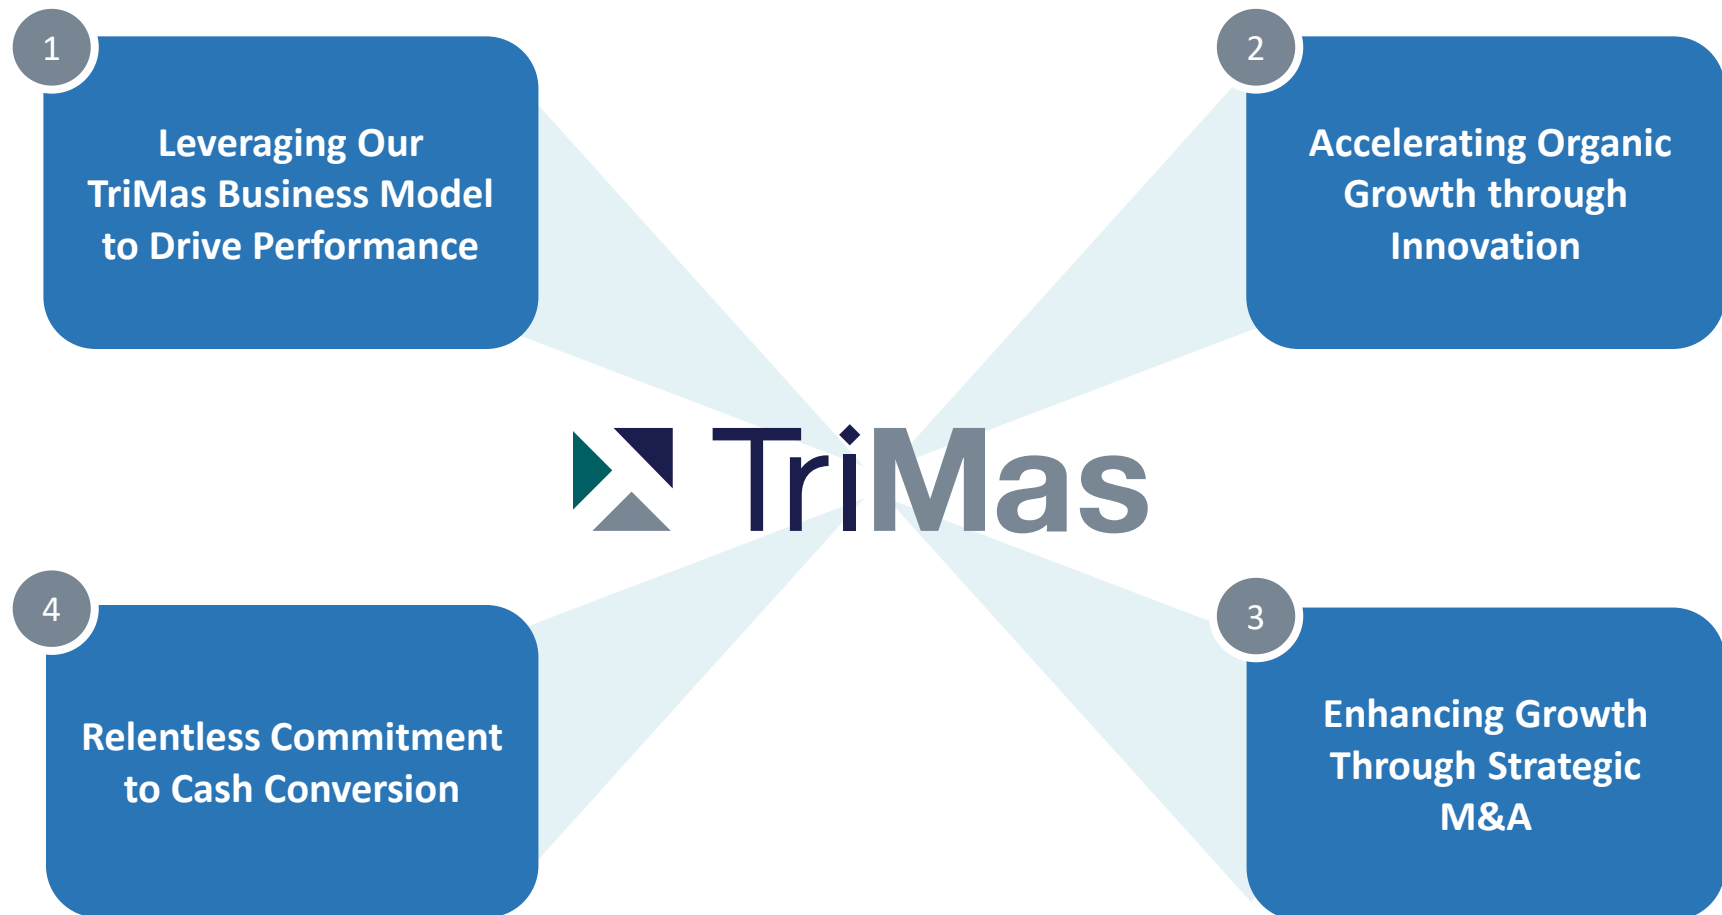 1
Leveraging Our
TriMas Business Model
to Drive Performance
2
Accelerating Organic
Growth through
Innovation
TriMas
4
Relentless Commitment
to Cash Conversion
3
Enhancing Growth
Through Strategic
M&A